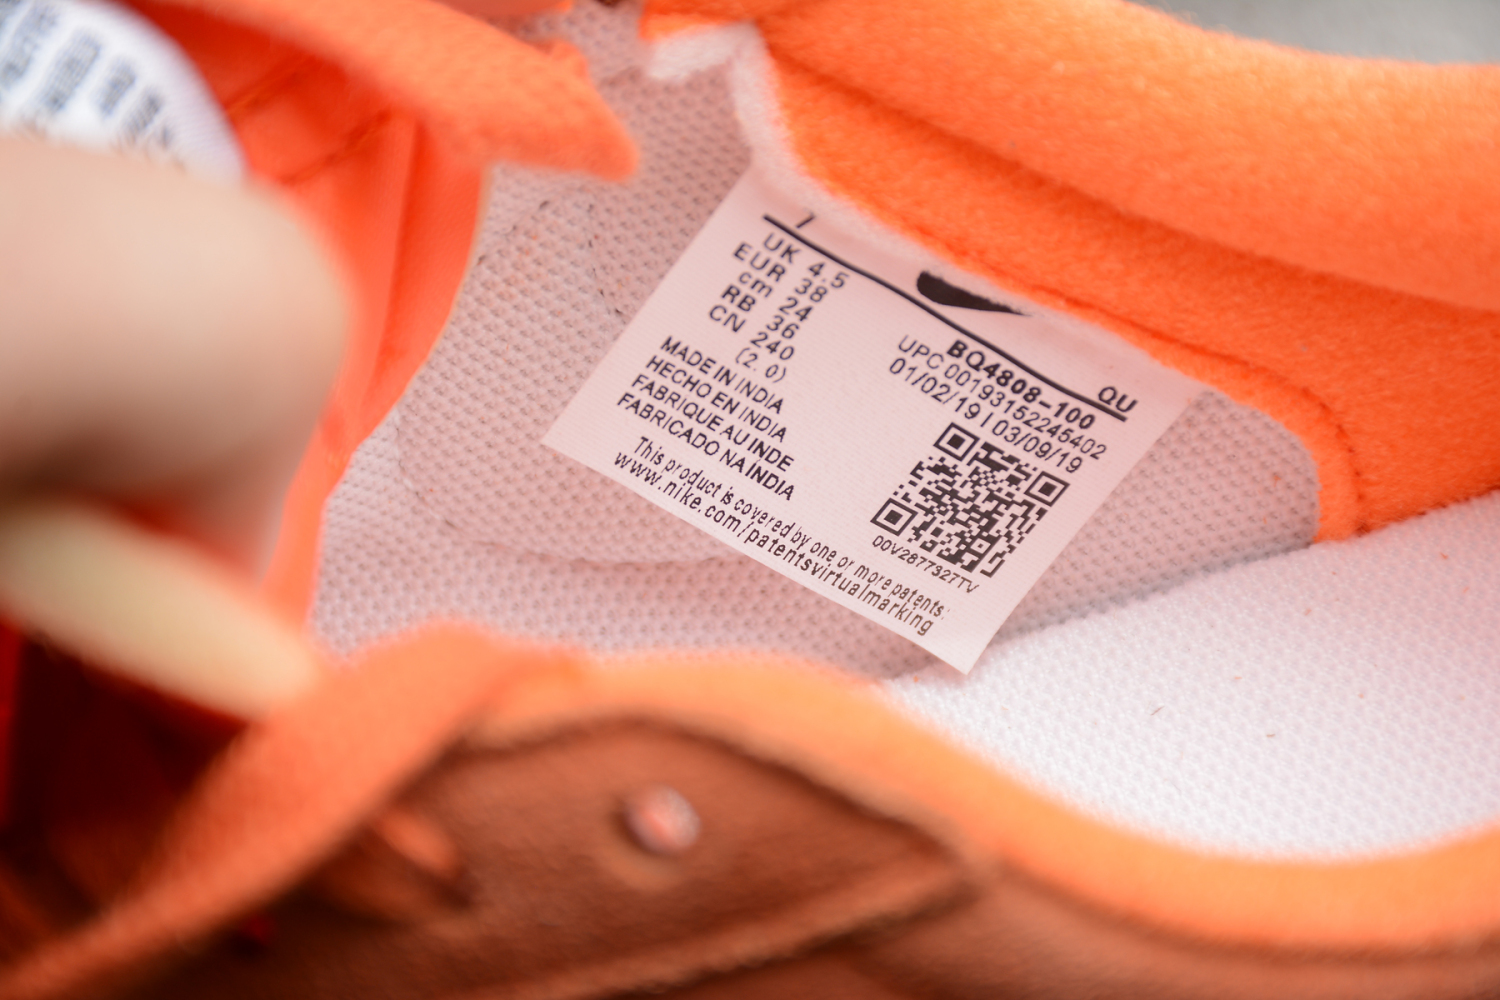 7
UK 4.5
EUR 38
cm 24
RB 36
CN 240
(2.0)
MADE IN INDIA
HECHO EN INDIA
FABRIQUE AU INDE
FABRICADO NA INDIA
QU
BQ4808-100
UPC 00193152245402
01/02/19 | 03/09/19
00V2877327TV
This product is covered by one or more patents:
www.nike.com/patentsvirtualmarking